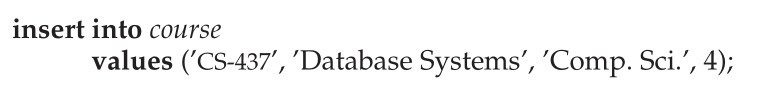 insert into course
values (’CS-437’, ’Database Systems’, ’Comp. Sci.’, 4);